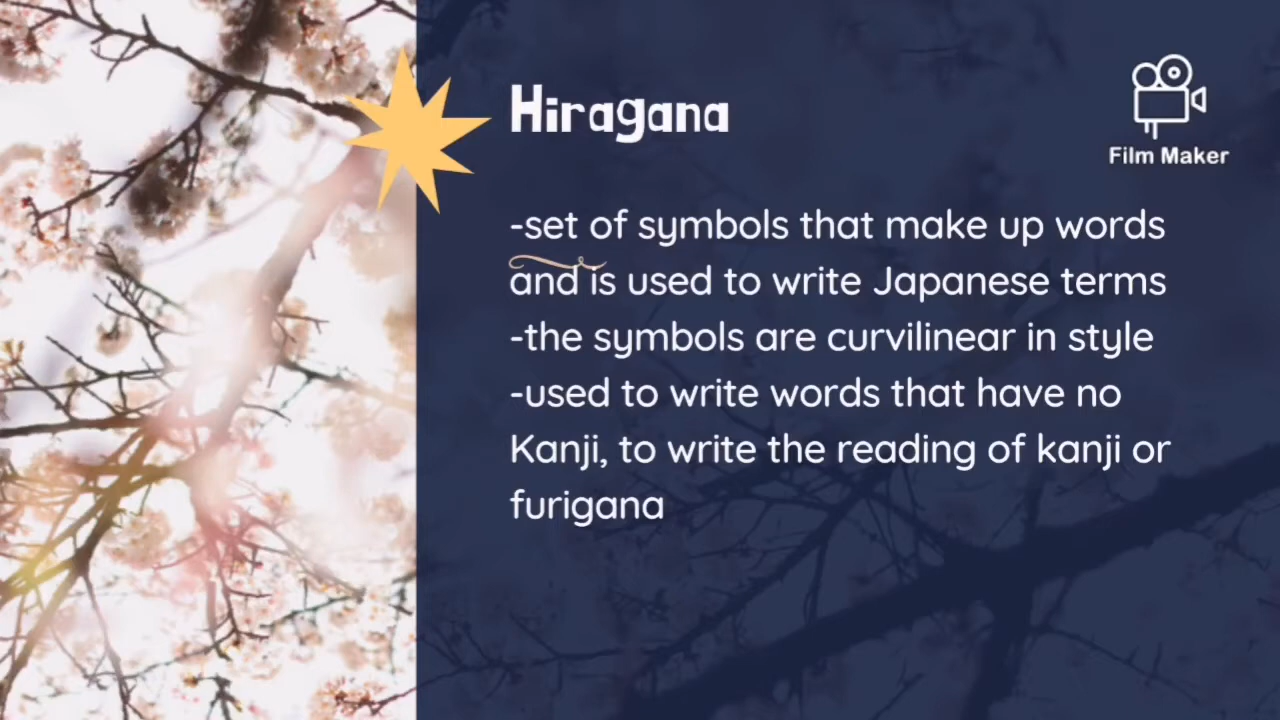 Hiragana
Film Maker
-set of symbols that make up words
and is used to write Japanese terms
-the symbols are curvilinear in style
-used to write words that have no
Kanji, to write the reading of kanji or
furigana